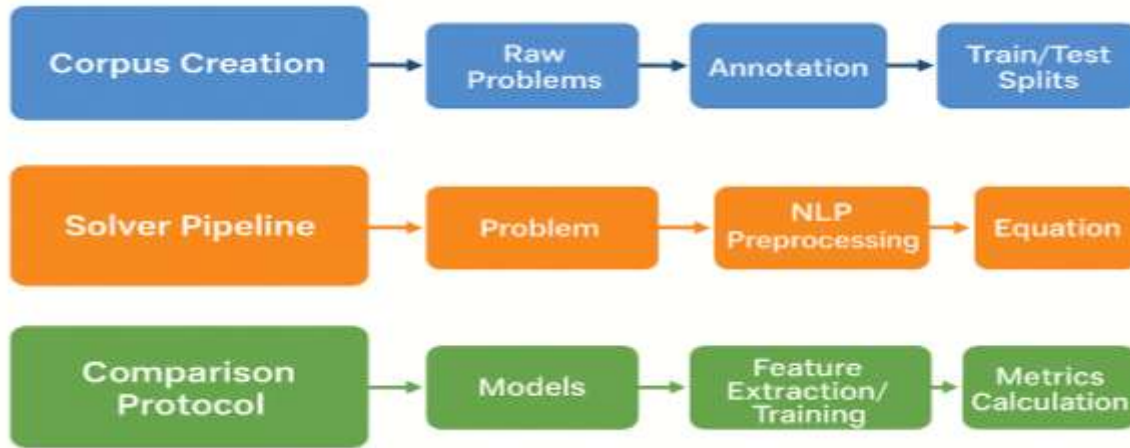 Corpus Creation
Raw
Problems
Annotation
Train/Test
Splits
Solver Pipeline
Problem
NLP
Preprocessing
Equation
Comparison
Protocol
Models
Feature
Extraction/
Training
Metrics
Calculation